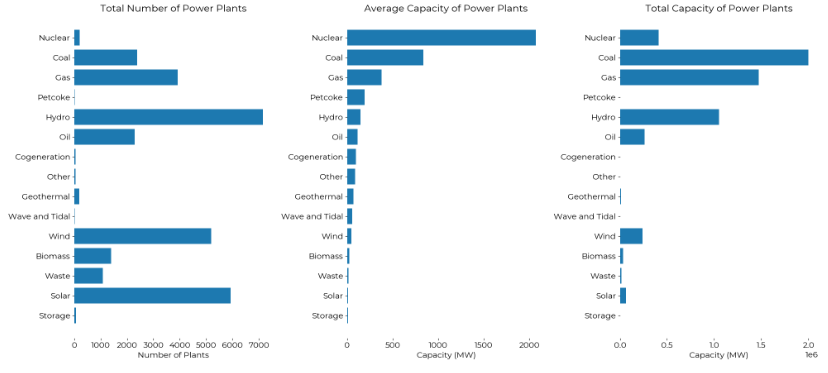 Total Number of Power Plants
Nuclear
Coal
Gas
Petcoke
Hydro
Oil
Cogeneration
Other
Geothermal
Wave and Tidal
Wind
Biomass
Waste
Solar
Storage
0 1000 2000 3000 4000 5000 6000 7000
Number of Plants
Average Capacity of Power Plants
Nuclear
Coal
Gas
Petcoke
Hydro
Oil
Cogeneration
Other
Geothermal
Wave and Tidal
Wind
Biomass
Waste
Solar
Storage
0 500 1000 1500 2000
Capacity (MW)
Total Capacity of Power Plants
Nuclear
Coal
Gas
Petcoke
Hydro
Oil
Cogeneration
Other
Geothermal
Wave and Tidal
Wind
Biomass
Waste
Solar
Storage
0.0 0.5 1.0 1.5 2.0
Capacity (MW)
1e6